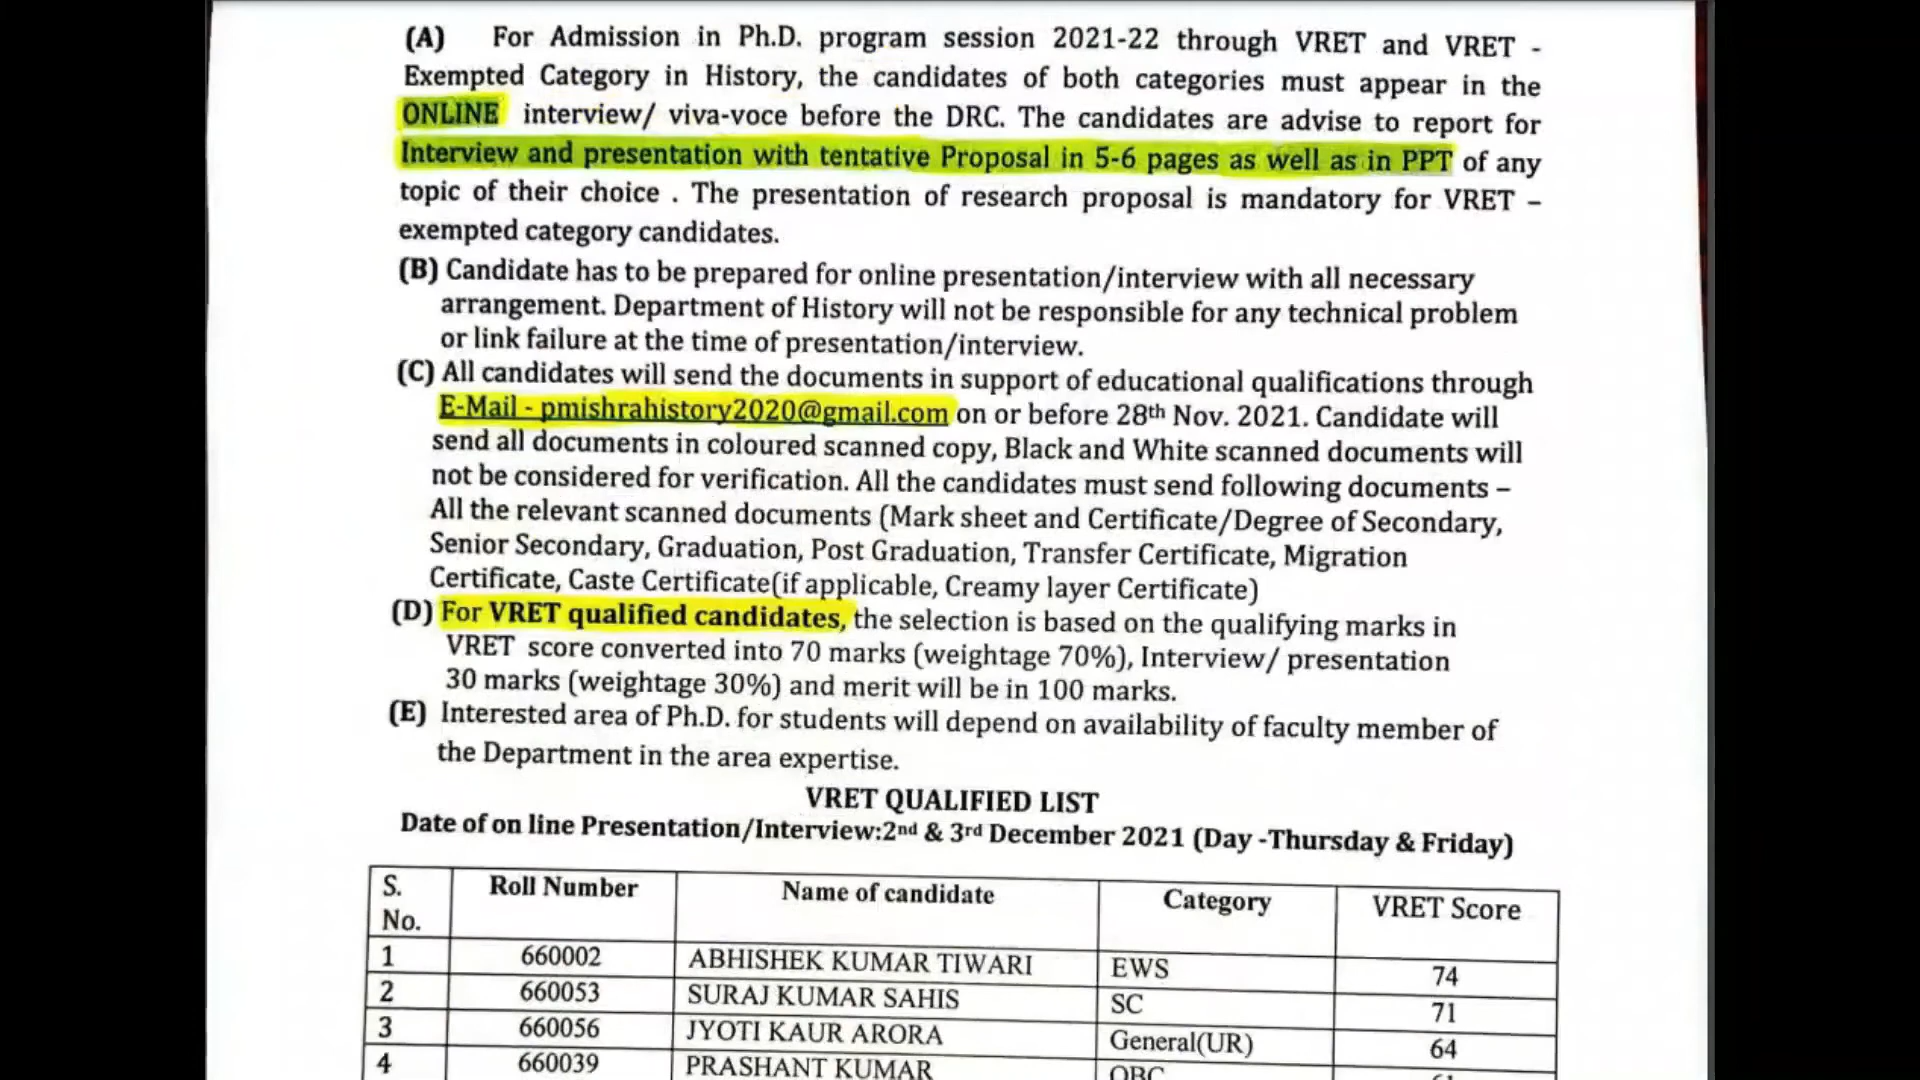 (A) For Admission in Ph.D. program session 2021-22 through VRET and VRET -
Exempted Category in History, the candidates of both categories must appear in the
ONLINE interview/ viva-voce before the DRC. The candidates are advise to report for
Interview and presentation with tentative Proposal in 5-6 pages as well as in PPT of any
topic of their choice . The presentation of research proposal is mandatory for VRET –
exempted category candidates.
(B) Candidate has to be prepared for online presentation/interview with all necessary
arrangement. Department of History will not be responsible for any technical problem
or link failure at the time of presentation/interview.
(C) All candidates will send the documents in support of educational qualifications through
E-Mail - pmishrahistory2020@gmail.com on or before 28th Nov. 2021. Candidate will
send all documents in coloured scanned copy, Black and White scanned documents will
not be considered for verification. All the candidates must send following documents –
All the relevant scanned documents (Mark sheet and Certificate/Degree of Secondary,
Senior Secondary, Graduation, Post Graduation, Transfer Certificate, Migration
Certificate, Caste Certificate(if applicable, Creamy layer Certificate)
(D) For VRET qualified candidates, the selection is based on the qualifying marks in
VRET score converted into 70 marks (weightage 70%), Interview/ presentation
30 marks (weightage 30%) and merit will be in 100 marks.
(E) Interested area of Ph.D. for students will depend on availability of faculty member of
the Department in the area expertise.
VRET QUALIFIED LIST
Date of on line Presentation/Interview:2nd & 3rd December 2021 (Day -Thursday & Friday)
S. No. Roll Number Name of candidate Category VRET Score
1 660002 ABHISHEK KUMAR TIWARI EWS 74
2 660053 SURAJ KUMAR SAHIS SC 71
3 660056 JYOTI KAUR ARORA General(UR) 64
4 660039 PRASHANT KUMAR OBC